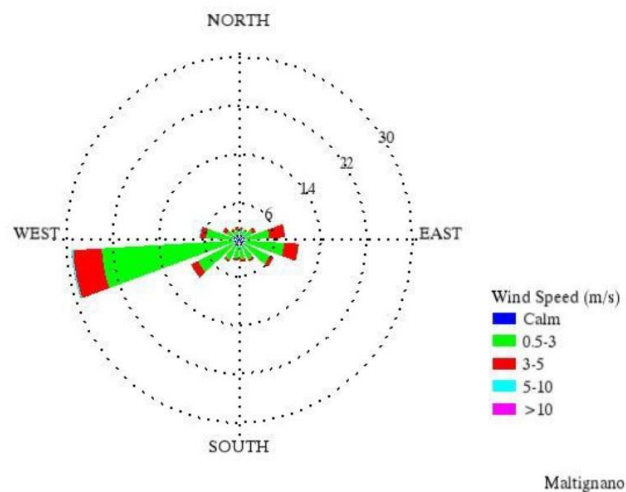 NORTH
30
22
14
6
WEST
EAST
Wind Speed (m/s)
Calm
0.5-3
3-5
5-10
>10
SOUTH
Maltignano